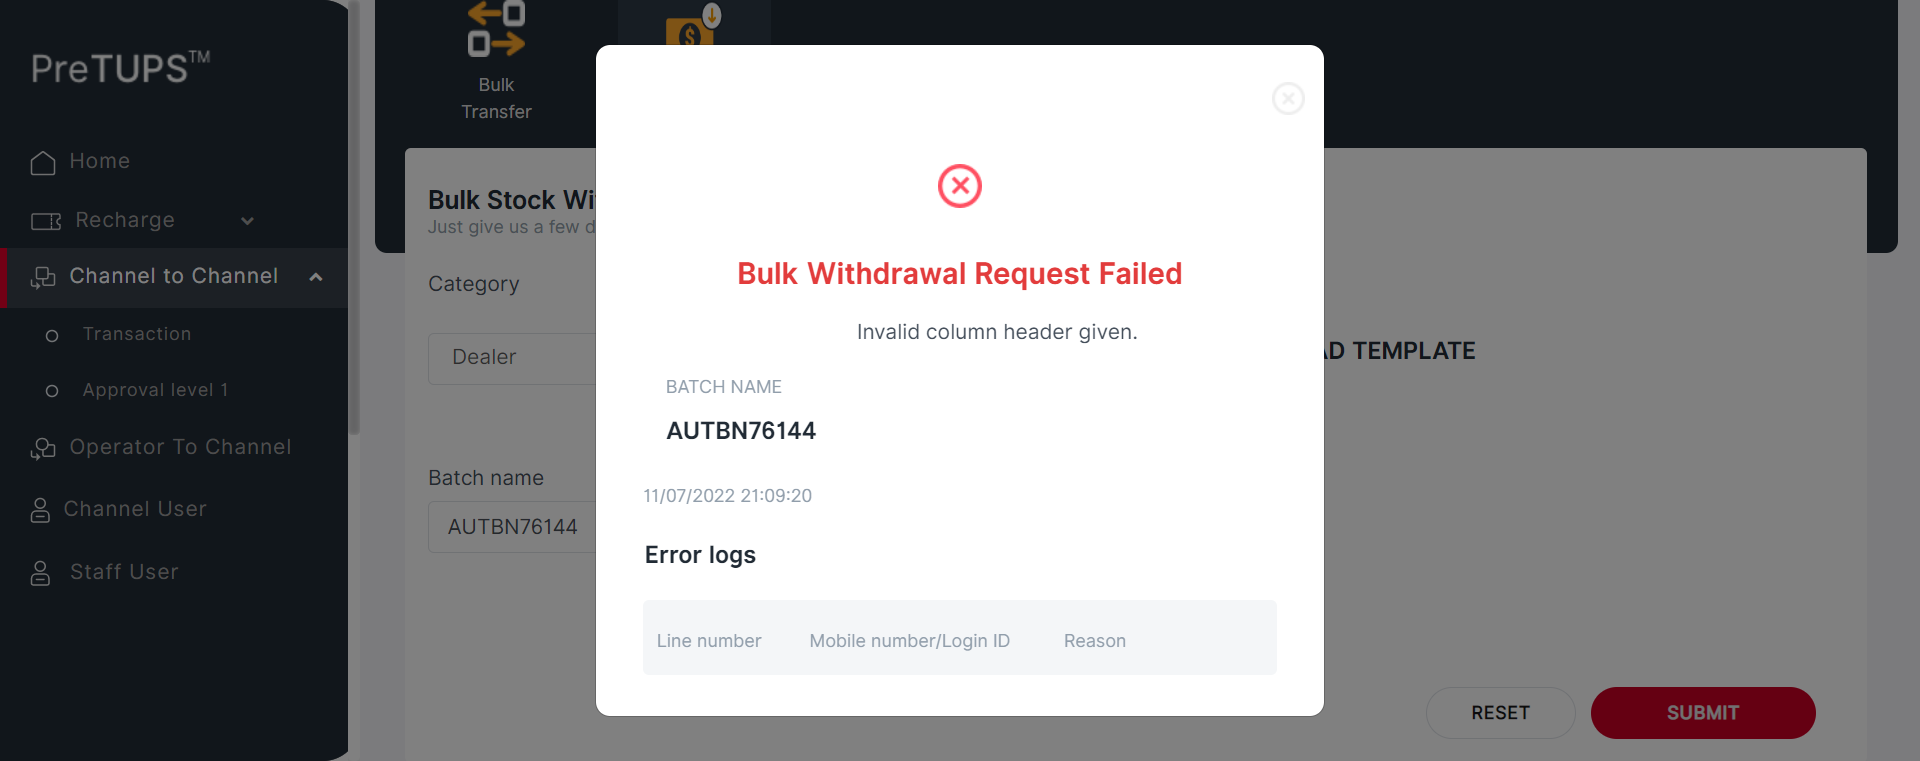 PreTUPS™
Home
Recharge
Channel to Channel
Transaction
Approval level 1
Operator To Channel
Channel User
Staff User
Bulk
Transfer
Bulk Stock
Just give us a few
Category
Dealer
Batch name
AUTBN76144
TEMPLATE
RESET
SUBMIT
Bulk Withdrawal Request Failed
Invalid column header given.
BATCH NAME
AUTBN76144
11/07/2022 21:09:20
Error logs
Line number Mobile number/Login ID Reason